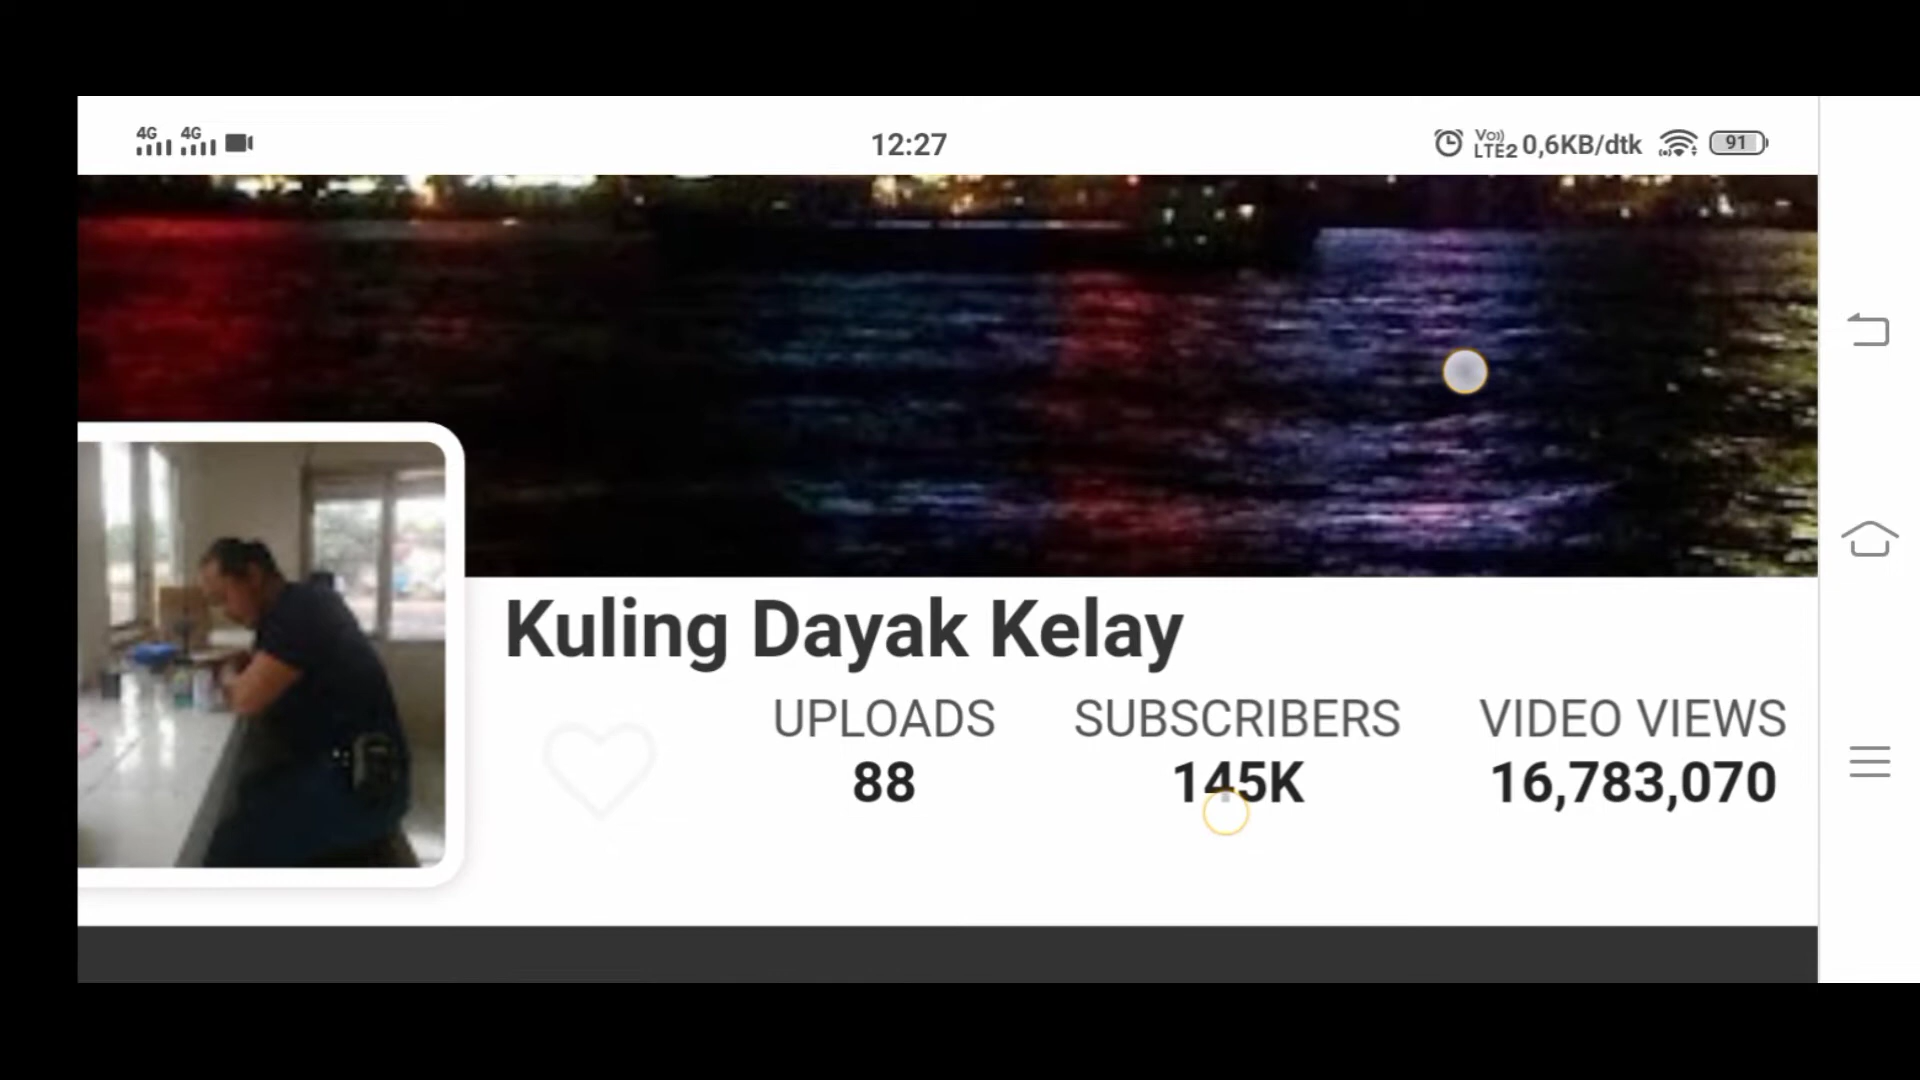 4G 4G 12:27 Vo)) LTE2 0,6KB/dtk 91
Kuling Dayak Kelay
UPLOADS SUBSCRIBERS VIDEO VIEWS
88 145K 16,783,070